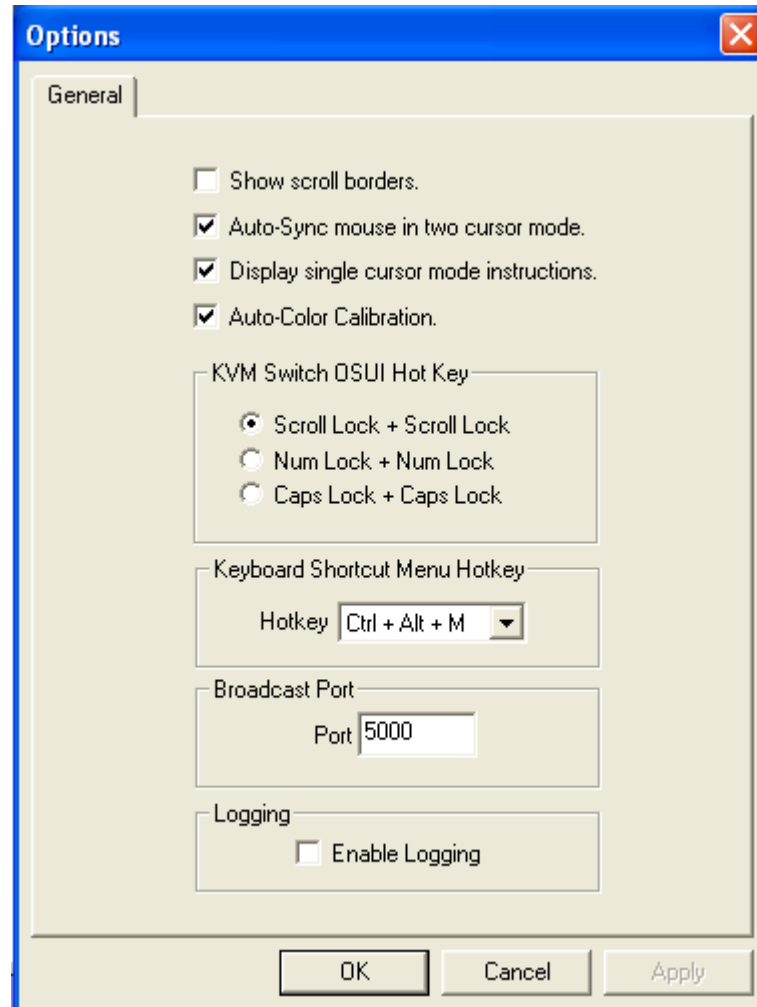 Options
General
Show scroll borders.
Auto-Sync mouse in two cursor mode.
Display single cursor mode instructions.
Auto-Color Calibration.
KVM Switch OSUI Hot Key
Scroll Lock + Scroll Lock
Num Lock + Num Lock
Caps Lock + Caps Lock
Keyboard Shortcut Menu Hotkey
Hotkey Ctrl + Alt + M
Broadcast Port
Port 5000
Logging
Enable Logging
OK Cancel Apply